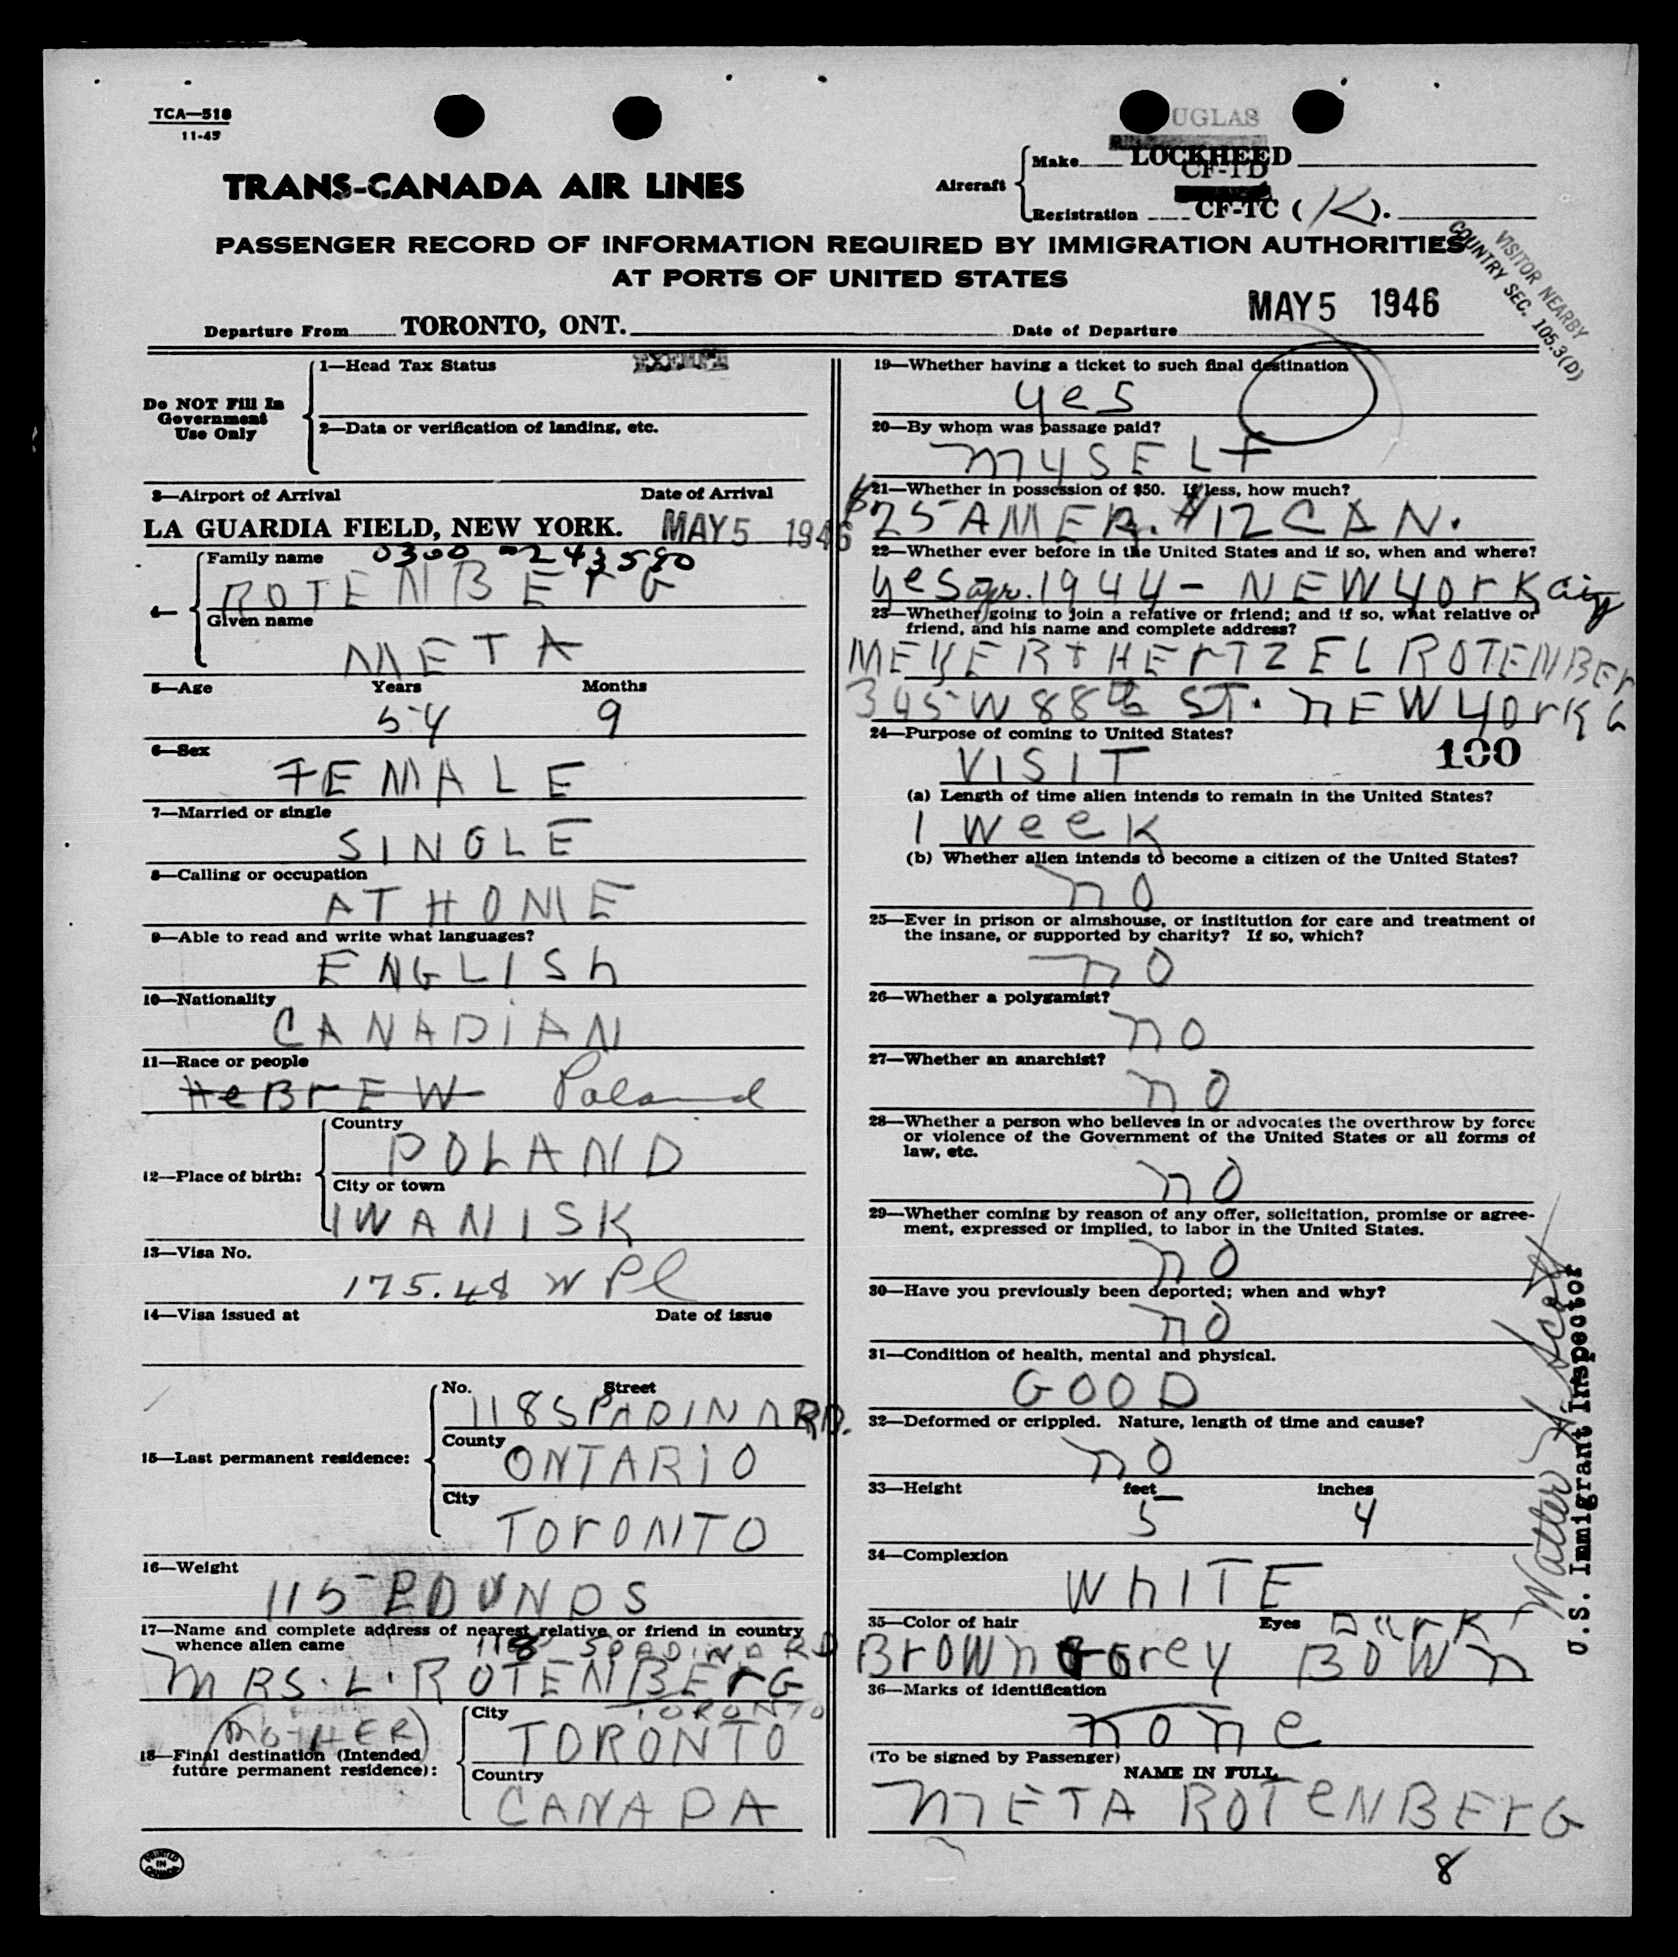 TCA—518
11-45
UGLAS
TRANS-CANADA AIR LINES
Aircraft
Make LOCKHEED
CF-TD
Registration CF-TC (K).
PASSENGER RECORD OF INFORMATION REQUIRED BY IMMIGRATION AUTHORITIES
AT PORTS OF UNITED STATES
VISITOR NEARBY
COUNTRY SEC. 105.3(D)
Departure From TORONTO, ONT.
Date of Departure MAY 5 1946
Do NOT Fill In
Government
Use Only
1—Head Tax Status EXEMPT
2—Data or verification of landing, etc.
3—Airport of Arrival Date of Arrival
LA GUARDIA FIELD, NEW YORK. MAY 5 1946
4—
Family name 0300 - 243580
ROTENBErG
Given name
META
5—Age Years Months
54 9
6—Sex
FEMALE
7—Married or single
SINGLE
8—Calling or occupation
AT HOME
9—Able to read and write what languages?
ENGLISh
10—Nationality
CANADIAN
11—Race or people
HeBrEW Poland
12—Place of birth:
Country
POLAND
City or town
IWANISK
13—Visa No.
175.48 W Pl
14—Visa issued at Date of issue
15—Last permanent residence:
No. Street
118 SPADINA RD.
County
ONTARIO
City
TOrONTO
16—Weight
115 POUNDS
17—Name and complete address of nearest relative or friend in country
whence alien came 118 SPADINA RD
MRS. L. ROTENBErG
TORONTO
(MOTHER)
18—Final destination (Intended
future permanent residence):
City
TORONTO
Country
CANADA
PRINTED
IN
CANADA
19—Whether having a ticket to such final destination
yes
20—By whom was passage paid?
MYSELF
21—Whether in possession of $50. If less, how much?
$25 AMER. $12 CAN.
22—Whether ever before in the United States and if so, when and where?
yes apr. 1944 - NEW YOrK City
23—Whether going to join a relative or friend; and if so, what relative or
friend, and his name and complete address?
MEYER + HErTZEL ROTENBEr
345 W 88th ST. NEW YOrK G
24—Purpose of coming to United States?
VISIT 100
(a) Length of time alien intends to remain in the United States?
1 week
(b) Whether alien intends to become a citizen of the United States?
no
25—Ever in prison or almshouse, or institution for care and treatment of
the insane, or supported by charity? If so, which?
no
26—Whether a polygamist?
no
27—Whether an anarchist?
no
28—Whether a person who believes in or advocates the overthrow by force
or violence of the Government of the United States or all forms of
law, etc.
no
29—Whether coming by reason of any offer, solicitation, promise or agree-
ment, expressed or implied, to labor in the United States.
no
30—Have you previously been deported; when and why?
no
31—Condition of health, mental and physical.
GOOD
32—Deformed or crippled. Nature, length of time and cause?
no
33—Height feet inches
5 4
34—Complexion
WhITE
35—Color of hair Eyes Dark
BrOWn Grey BOWn
36—Marks of identification
none
(To be signed by Passenger)
NAME IN FULL
META ROTeNBErG
8
Walter H. Scott
U.S. Immigrant Inspector